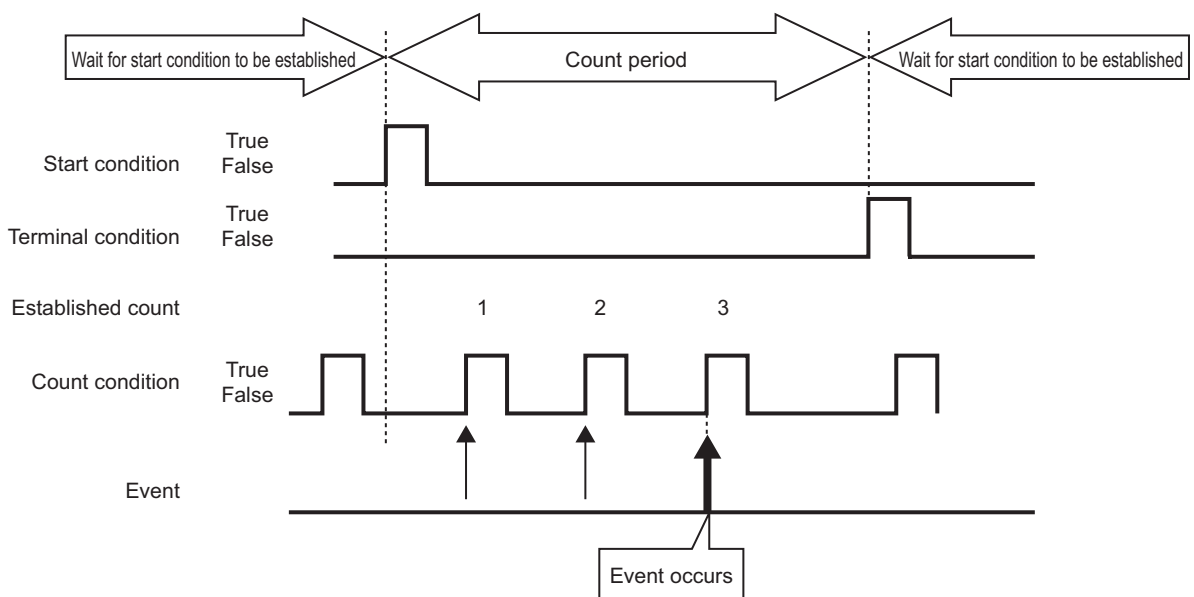 Wait for start condition to be established
Count period
Wait for start condition to be established
Start condition
True
False
Terminal condition
True
False
Established count
1
2
3
Count condition
True
False
Event
Event occurs